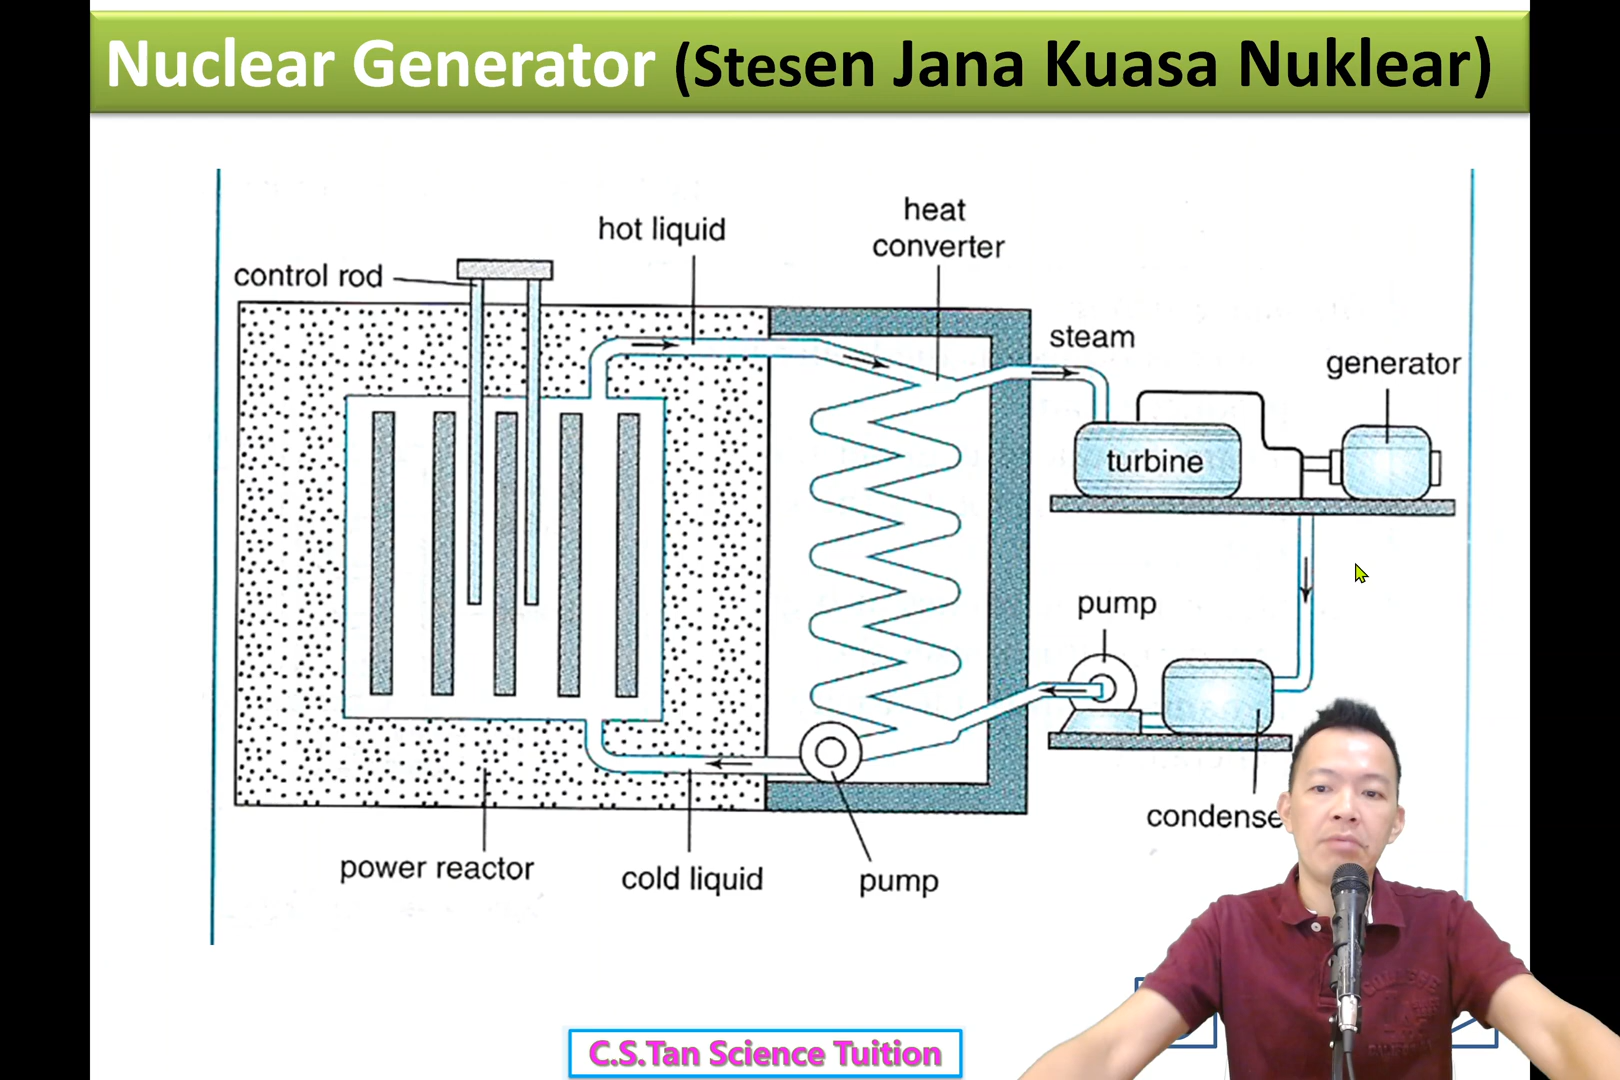 Nuclear Generator (Stesen Jana Kuasa Nuklear)
heat
converter
hot liquid
control rod
steam
generator
turbine
pump
condense
power reactor
cold liquid
pump
C.S.Tan Science Tuition